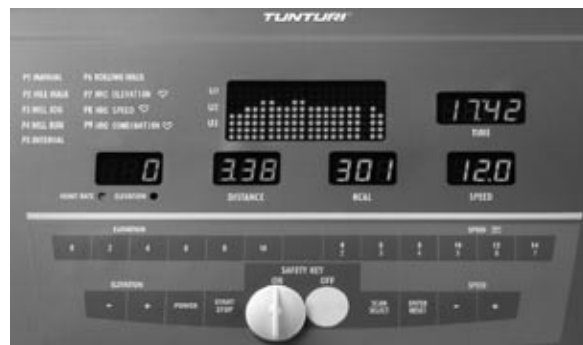 TUNTURI
P1 MANUAL P6 ROLLING HILLS
P2 HILL WALK P7 HRC ELEVATION
P3 HILL JOG P8 HRC SPEED
P4 HILL RUN P9 HRC COMBINATION
P5 INTERVAL
17.42
TIME
0 3.38 301 12.0
HEART RATE ELEVATION DISTANCE KCAL SPEED
ELEVATION SPEED
0 2 4 6 8 10
SAFETY KEY
ELEVATION ON OFF SPEED
- + POWER START STOP SCAN SELECT ENTER RESET - +